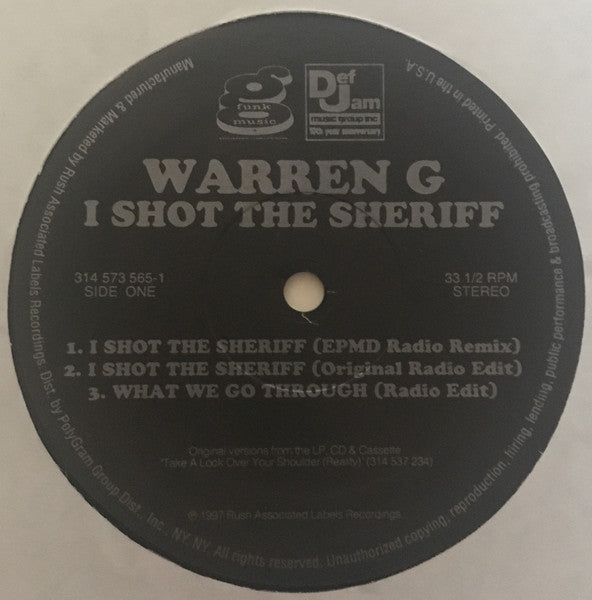 g
funk
music
Def
Jam
music group inc
10th year anniversary
WARREN G
I SHOT THE SHERIFF
314 573 565-1
SIDE ONE
33 1/2 RPM
STEREO
1. I SHOT THE SHERIFF (EPMD Radio Remix)
2. I SHOT THE SHERIFF (Original Radio Edit)
3. WHAT WE GO THROUGH (Radio Edit)
Original versions from the LP, CD & Cassette
"Take A Look Over Your Shoulder (Reality)" (314 537 234)
℗ 1997 Rush Associated Labels Recordings.
Manufactured & Marketed by Rush Associated Labels Recordings. Dist. by PolyGram Group Dist., Inc., NY, NY. All rights reserved. Unauthorized copying, reproduction, hiring, lending, public performance & broadcasting prohibited. Printed in the U.S.A.